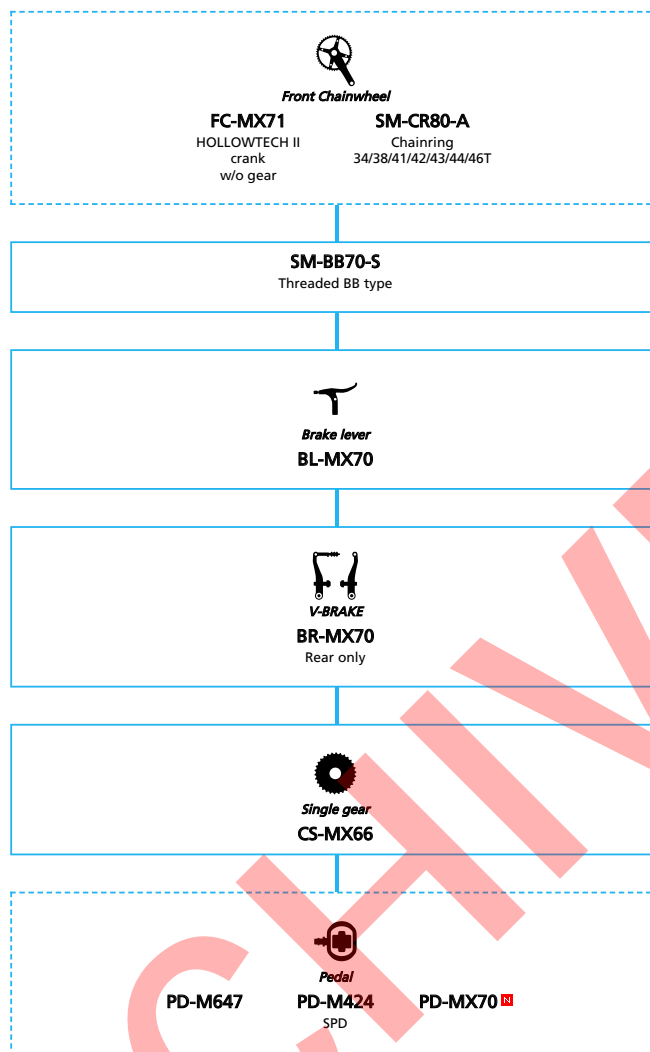 Front Chainwheel
FC-MX71 SM-CR80-A
HOLLOWTECH II Chainring
crank 34/38/41/42/43/44/46T
w/o gear
SM-BB70-S
Threaded BB type
Brake lever
BL-MX70
V-BRAKE
BR-MX70
Rear only
Single gear
CS-MX66
Pedal
PD-M647 PD-M424 PD-MX70 N
SPD
CHIV